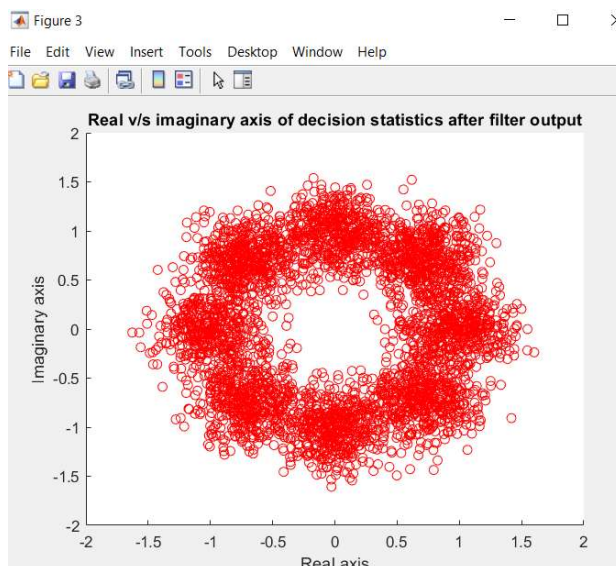 Figure 3
File Edit View Insert Tools Desktop Window Help
Real v/s imaginary axis of decision statistics after filter output
2
1.5
1
0.5
0
-0.5
-1
-1.5
-2
Imaginary axis
-2 -1.5 -1 -0.5 0 0.5 1 1.5 2
Real axis